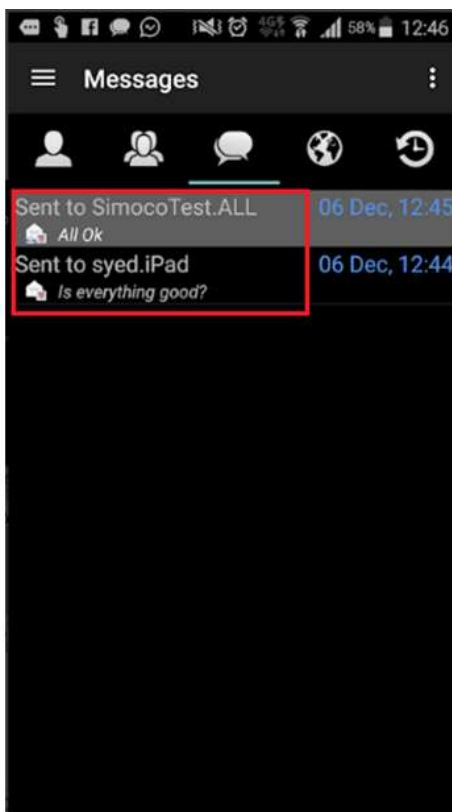 4G 58% 12:46
Messages
Sent to SimocoTest.ALL 06 Dec, 12:45
All Ok
Sent to syed.iPad 06 Dec, 12:44
Is everything good?